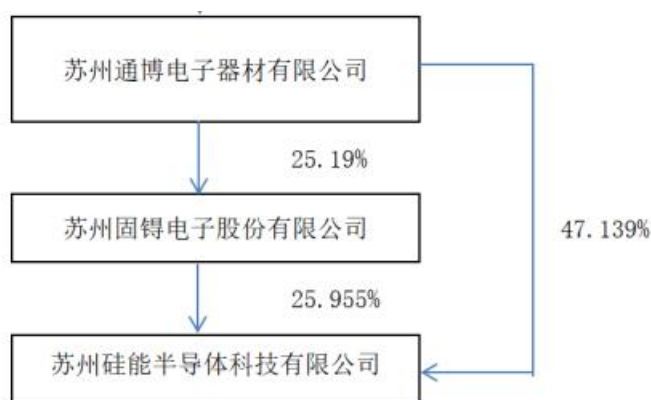 苏州通博电子器材有限公司
25.19%
苏州固锝电子股份有限公司
47.139%
25.955%
苏州硅能半导体科技有限公司